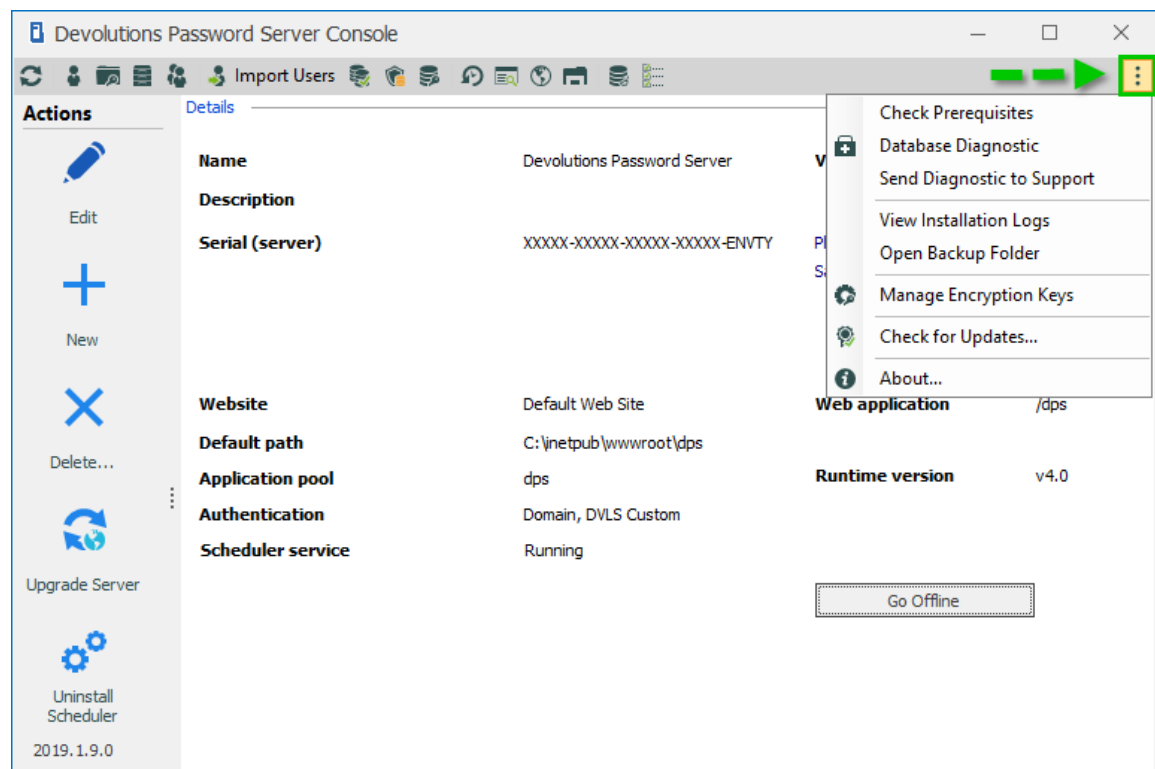 Devolutions Password Server Console
Import Users
Actions
Edit
New
Delete...
Upgrade Server
Uninstall
Scheduler
2019.1.9.0
Details
Name Devolutions Password Server
Description
Serial (server) XXXXX-XXXXX-XXXXX-XXXXX-ENVTY
Website Default Web Site Web application /dps
Default path C:\inetpub\wwwroot\dps
Application pool dps Runtime version v4.0
Authentication Domain, DVLS Custom
Scheduler service Running
Go Offline
Check Prerequisites
Database Diagnostic
Send Diagnostic to Support
View Installation Logs
Open Backup Folder
Manage Encryption Keys
Check for Updates...
About...